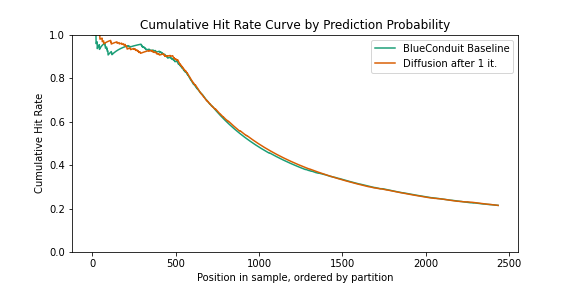 Cumulative Hit Rate Curve by Prediction Probability
1.0
0.8
0.6
0.4
0.2
0.0
Cumulative Hit Rate
BlueConduit Baseline
Diffusion after 1 it.
0 500 1000 1500 2000 2500
Position in sample, ordered by partition